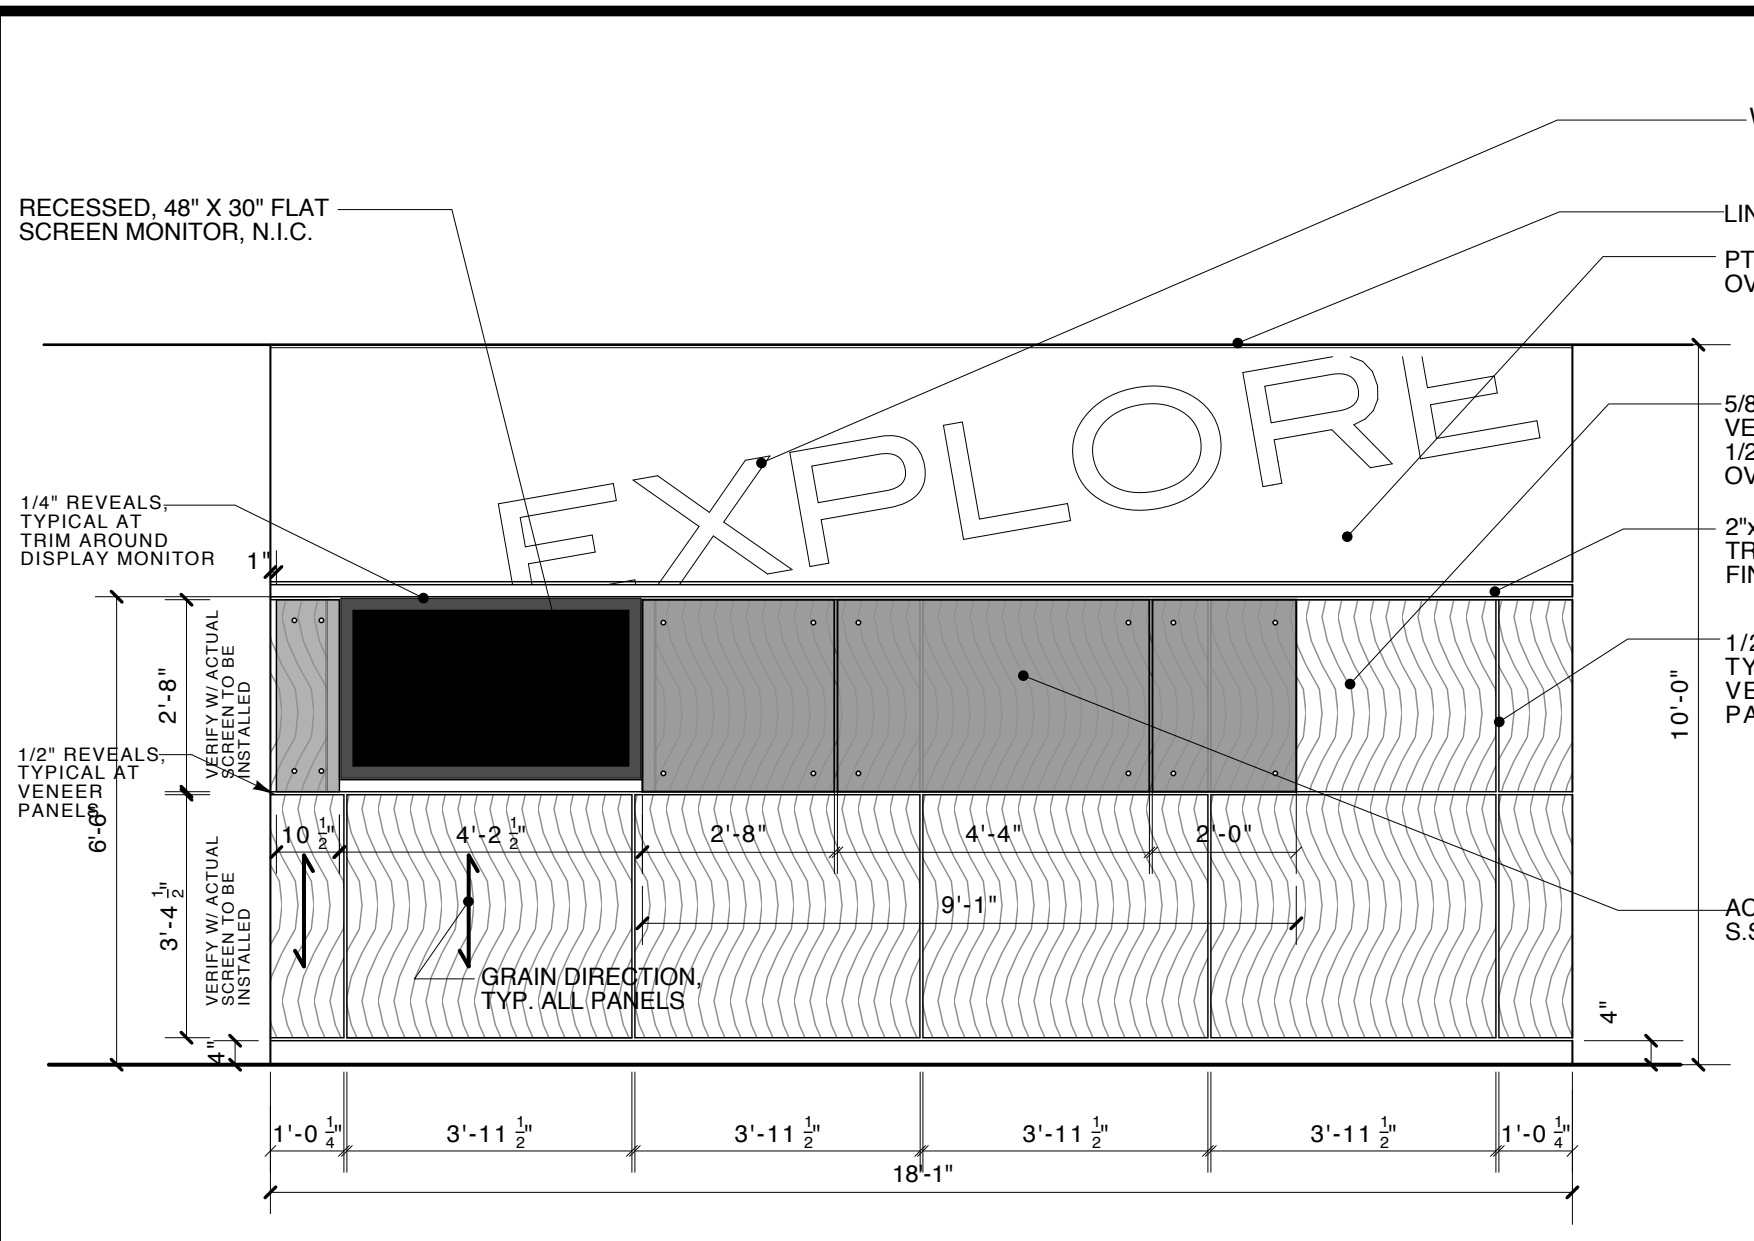 W
RECESSED, 48" X 30" FLAT
SCREEN MONITOR, N.I.C.
LIN
PT
OV
EXPLORE
5/8
VE
1/2
OV
1/4" REVEALS,
TYPICAL AT
TRIM AROUND
DISPLAY MONITOR
1"
2"x
TR
FIN
2'-8"
VERIFY W/ ACTUAL
SCREEN TO BE
INSTALLED
1/2
TY
VE
PA
10'-0"
1/2" REVEALS,
TYPICAL AT
VENEER
PANELS
6'-6"
10 1/2"
4'-2 1/2"
2'-8"
4'-4"
2'-0"
3'-4 1/2"
VERIFY W/ ACTUAL
SCREEN TO BE
INSTALLED
9'-1"
AC
S.S
GRAIN DIRECTION,
TYP. ALL PANELS
4"
4"
1'-0 1/4"
3'-11 1/2"
3'-11 1/2"
3'-11 1/2"
3'-11 1/2"
1'-0 1/4"
18'-1"